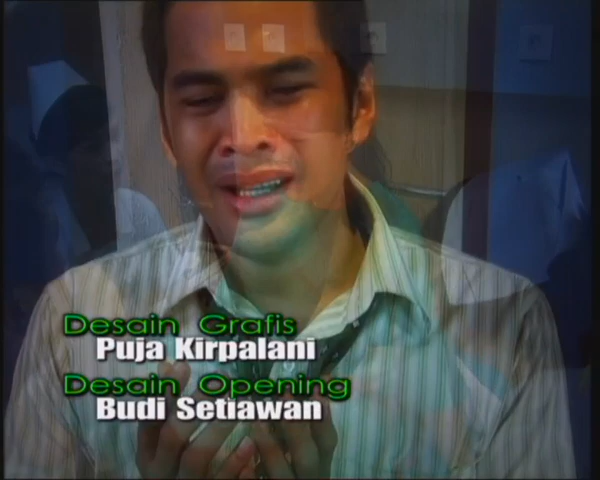 Desain Grafis
Puja Kirpalani
Desain Opening
Budi Setiawan